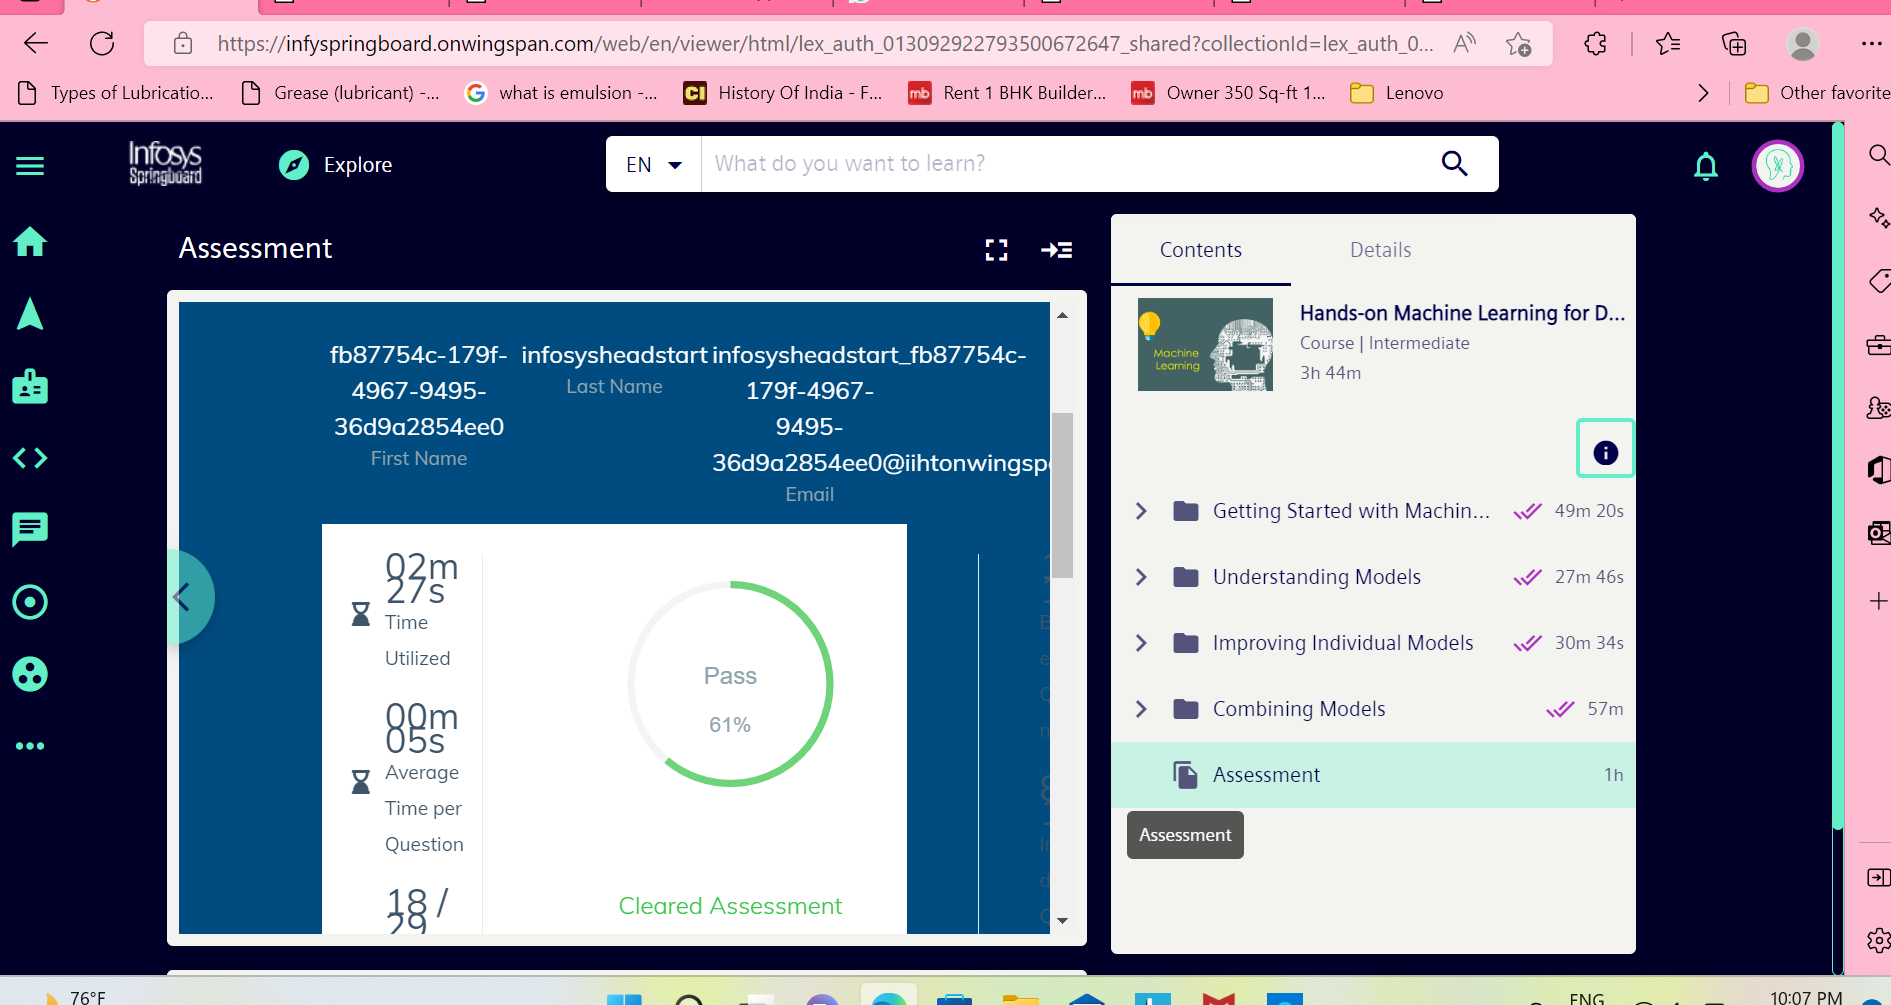 https://infyspringboard.onwingspan.com/web/en/viewer/html/lex_auth_013092922793500672647_shared?collectionId=lex_auth_0...
Types of Lubricatio... Grease (lubricant) -... what is emulsion -... CI History Of India - F... mb Rent 1 BHK Builder... mb Owner 350 Sq-ft 1... Lenovo Other favorite
Infosys
Springboard
Explore
EN What do you want to learn?
Assessment
fb87754c-179f-
4967-9495-
36d9a2854ee0
First Name
infosysheadstart
Last Name
infosysheadstart_fb87754c-
179f-4967-
9495-
36d9a2854ee0@iihtonwingsp
Email
02m
27s
Time
Utilized
00m
05s
Average
Time per
Question
18 /
29
Pass
61%
Cleared Assessment
Contents Details
Machine
Learning
Hands-on Machine Learning for D...
Course | Intermediate
3h 44m
Getting Started with Machin... 49m 20s
Understanding Models 27m 46s
Improving Individual Models 30m 34s
Combining Models 57m
Assessment 1h
Assessment
76°F
ENG
10:07 PM